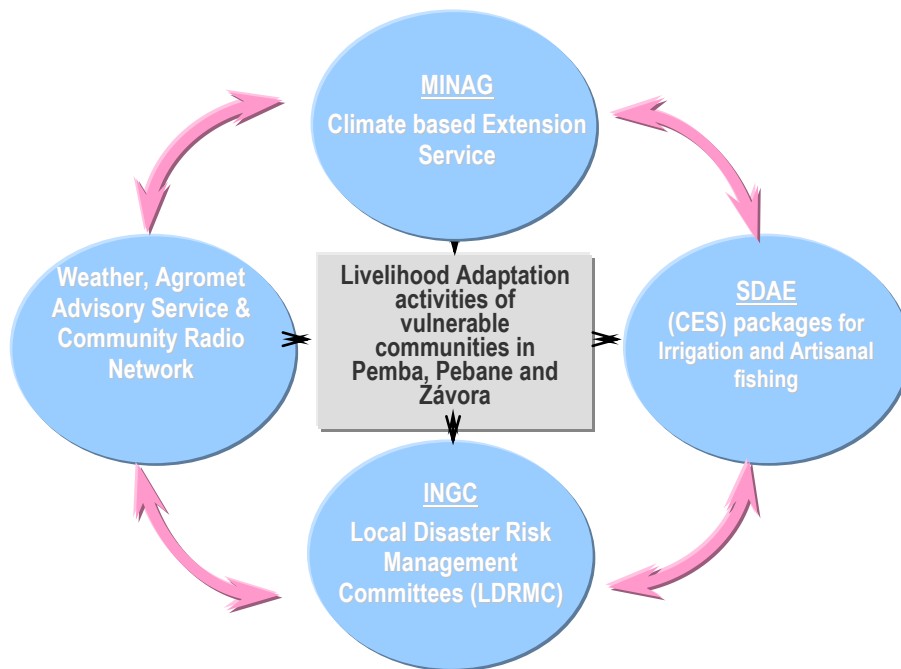 MINAG
Climate based Extension
Service
Weather, Agromet
Advisory Service &
Community Radio
Network
Livelihood Adaptation
activities of
vulnerable
communities in
Pemba, Pebane and
Závora
SDAE
(CES) packages for
Irrigation and Artisanal
fishing
INGC
Local Disaster Risk
Management
Committees (LDRMC)